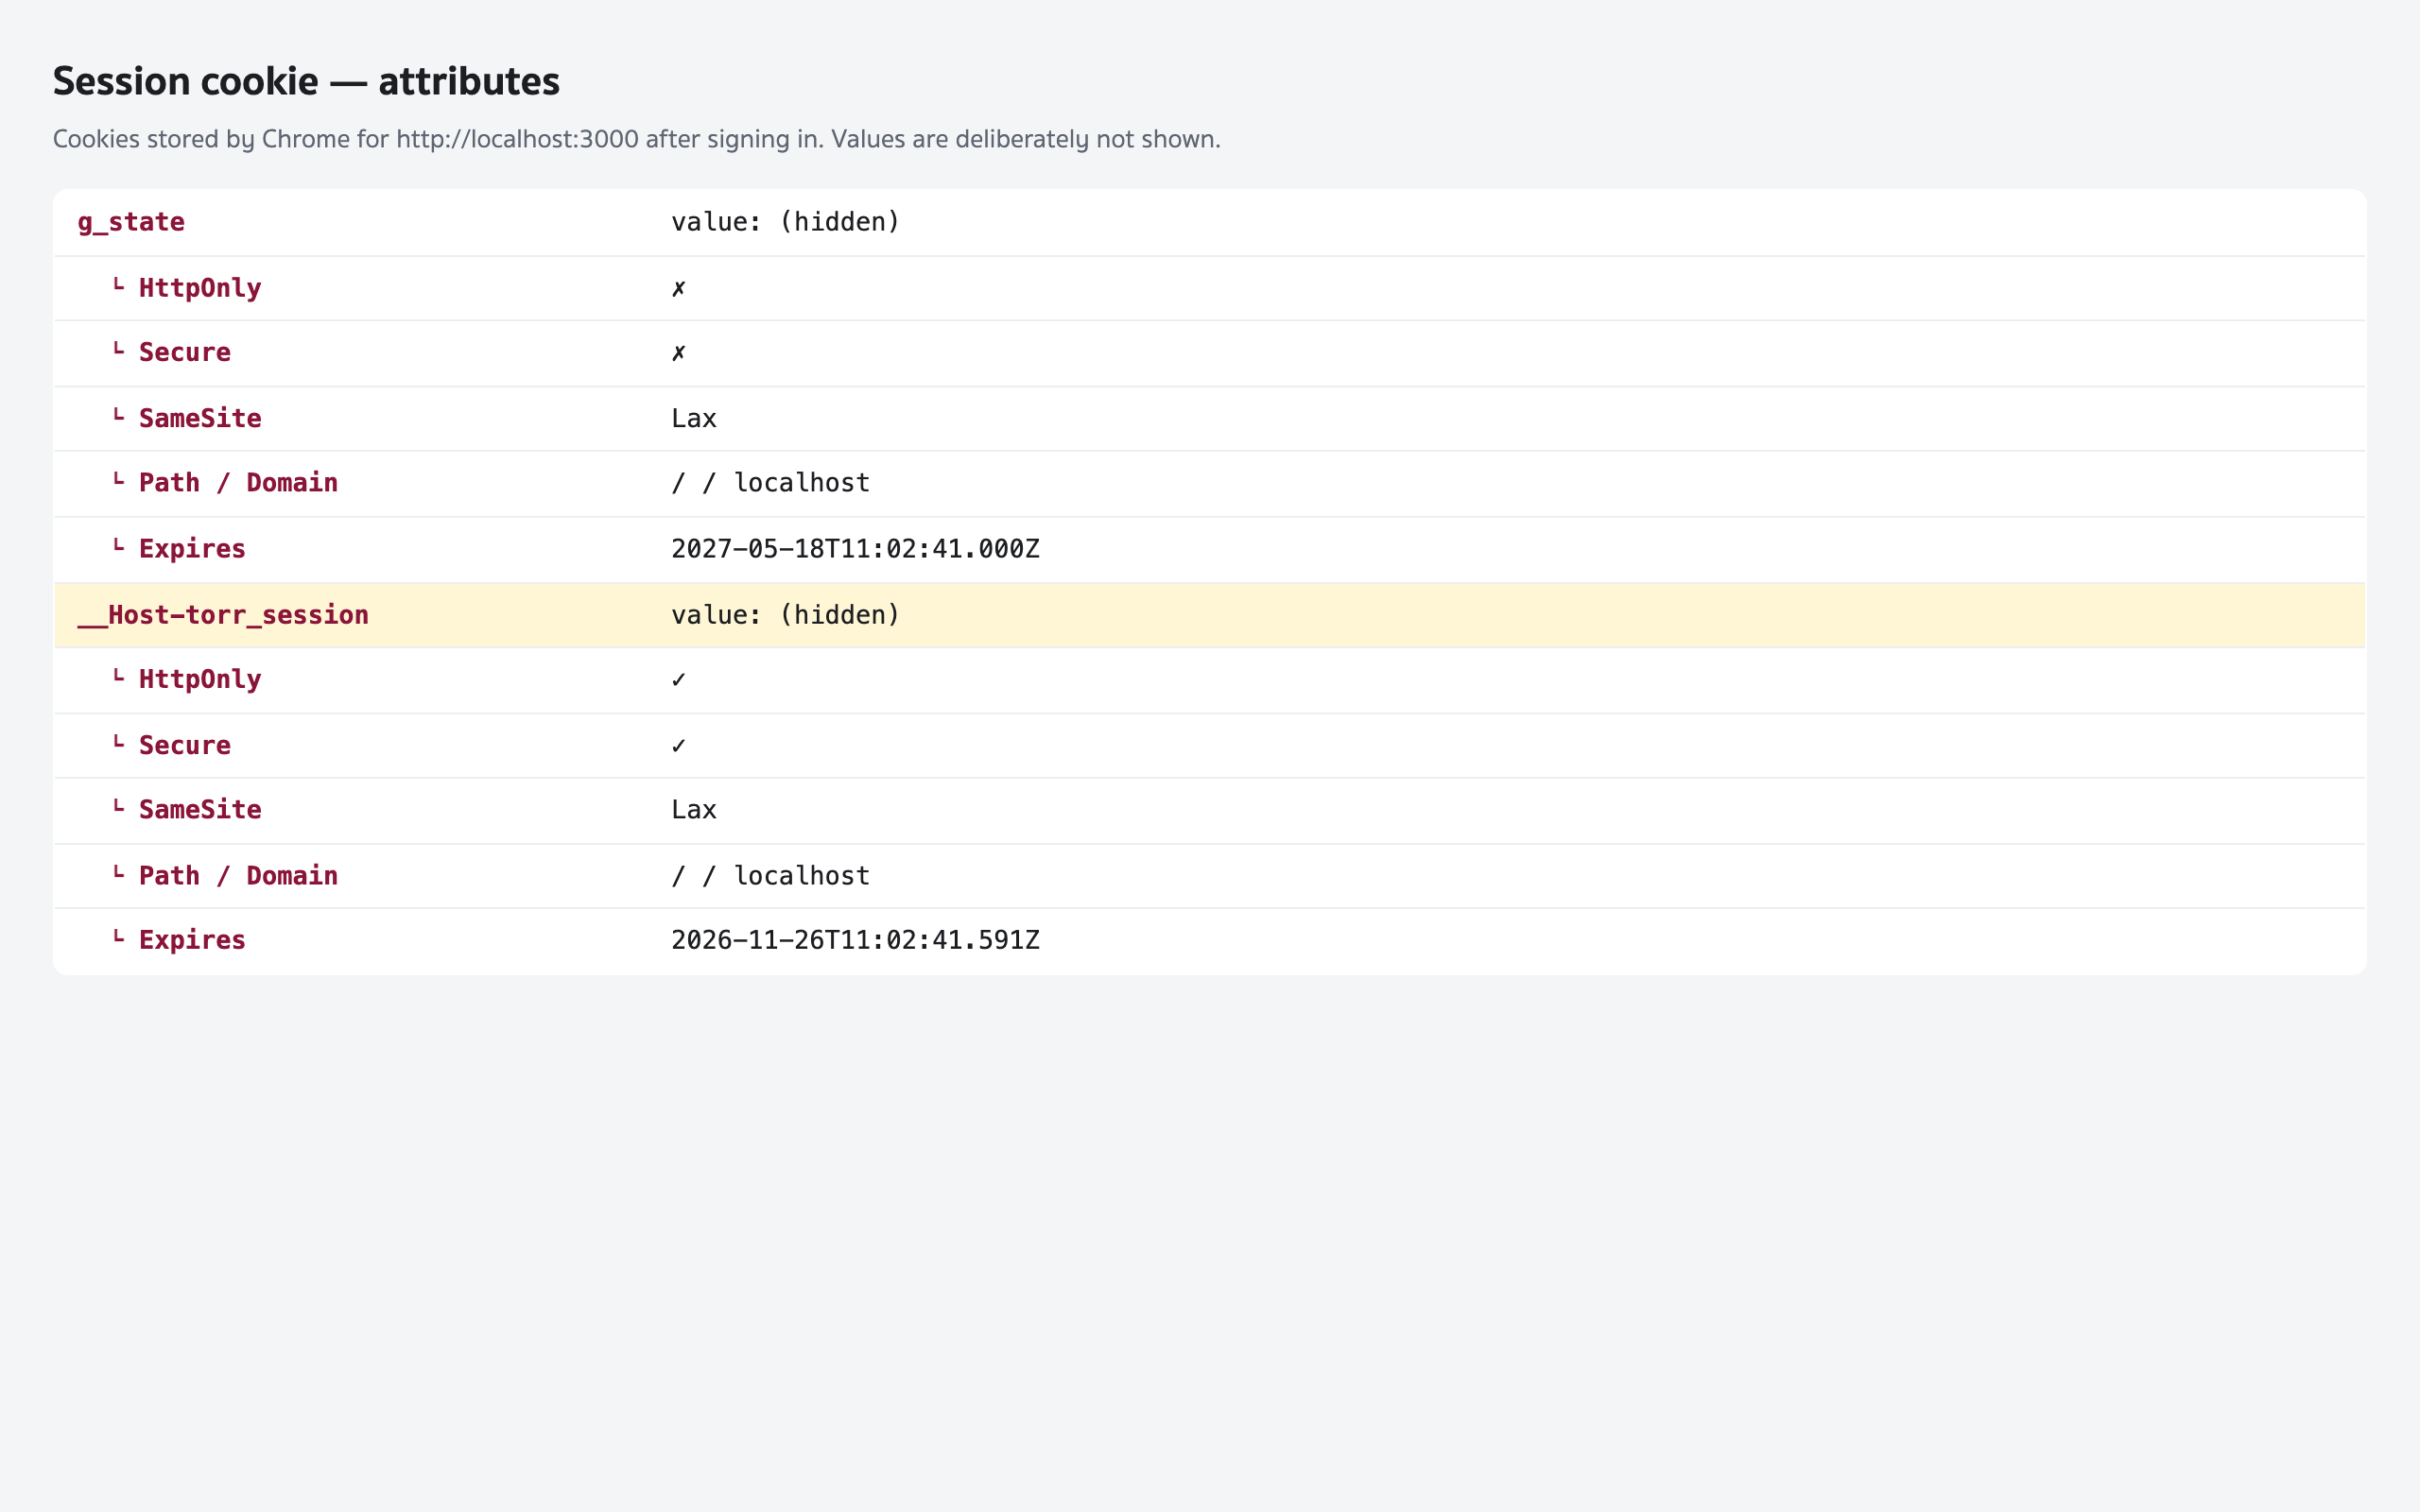 Session cookie — attributes
Cookies stored by Chrome for http://localhost:3000 after signing in. Values are deliberately not shown.
g_state value: (hidden)
└ HttpOnly ✗
└ Secure ✗
└ SameSite Lax
└ Path / Domain / / localhost
└ Expires 2027-05-18T11:02:41.000Z
__Host-torr_session value: (hidden)
└ HttpOnly ✓
└ Secure ✓
└ SameSite Lax
└ Path / Domain / / localhost
└ Expires 2026-11-26T11:02:41.591Z